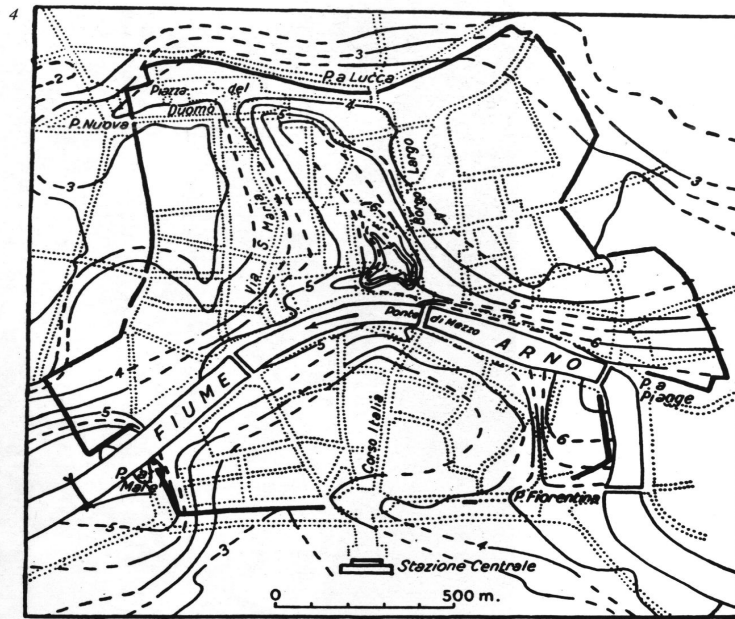 4
3
2
P.a Lucca
Piazza del
Duomo
4
5
P. Nuova
Borgo Largo
3
3
6
4
Via S. Maria
5
5
Ponte di Mezzo
6
ARNO
5
4
FIUME
P.a
Piagge
5
Corso Italia
6
P. a
Mare
P. Fiorentina
5
3
4
Stazione Centrale
0 500 m.